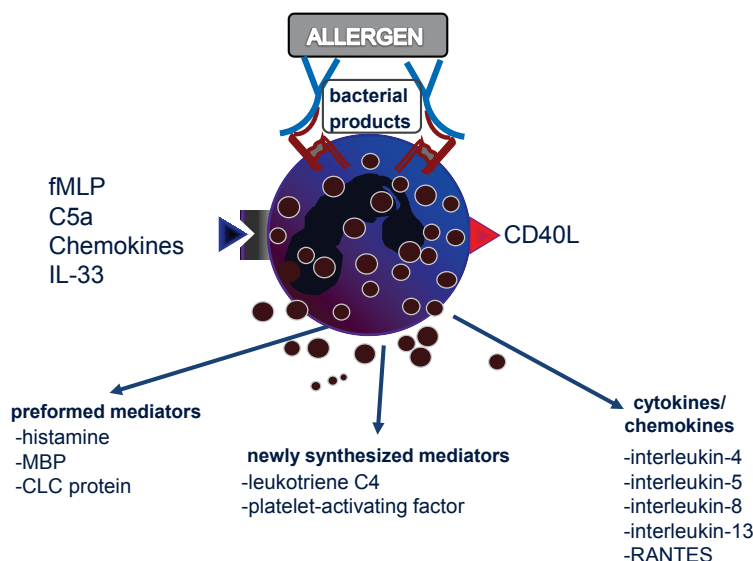 ALLERGEN
bacterial
products
fMLP
C5a
Chemokines
IL-33
CD40L
preformed mediators
-histamine
-MBP
-CLC protein
newly synthesized mediators
-leukotriene C4
-platelet-activating factor
cytokines/
chemokines
-interleukin-4
-interleukin-5
-interleukin-8
-interleukin-13
-RANTES